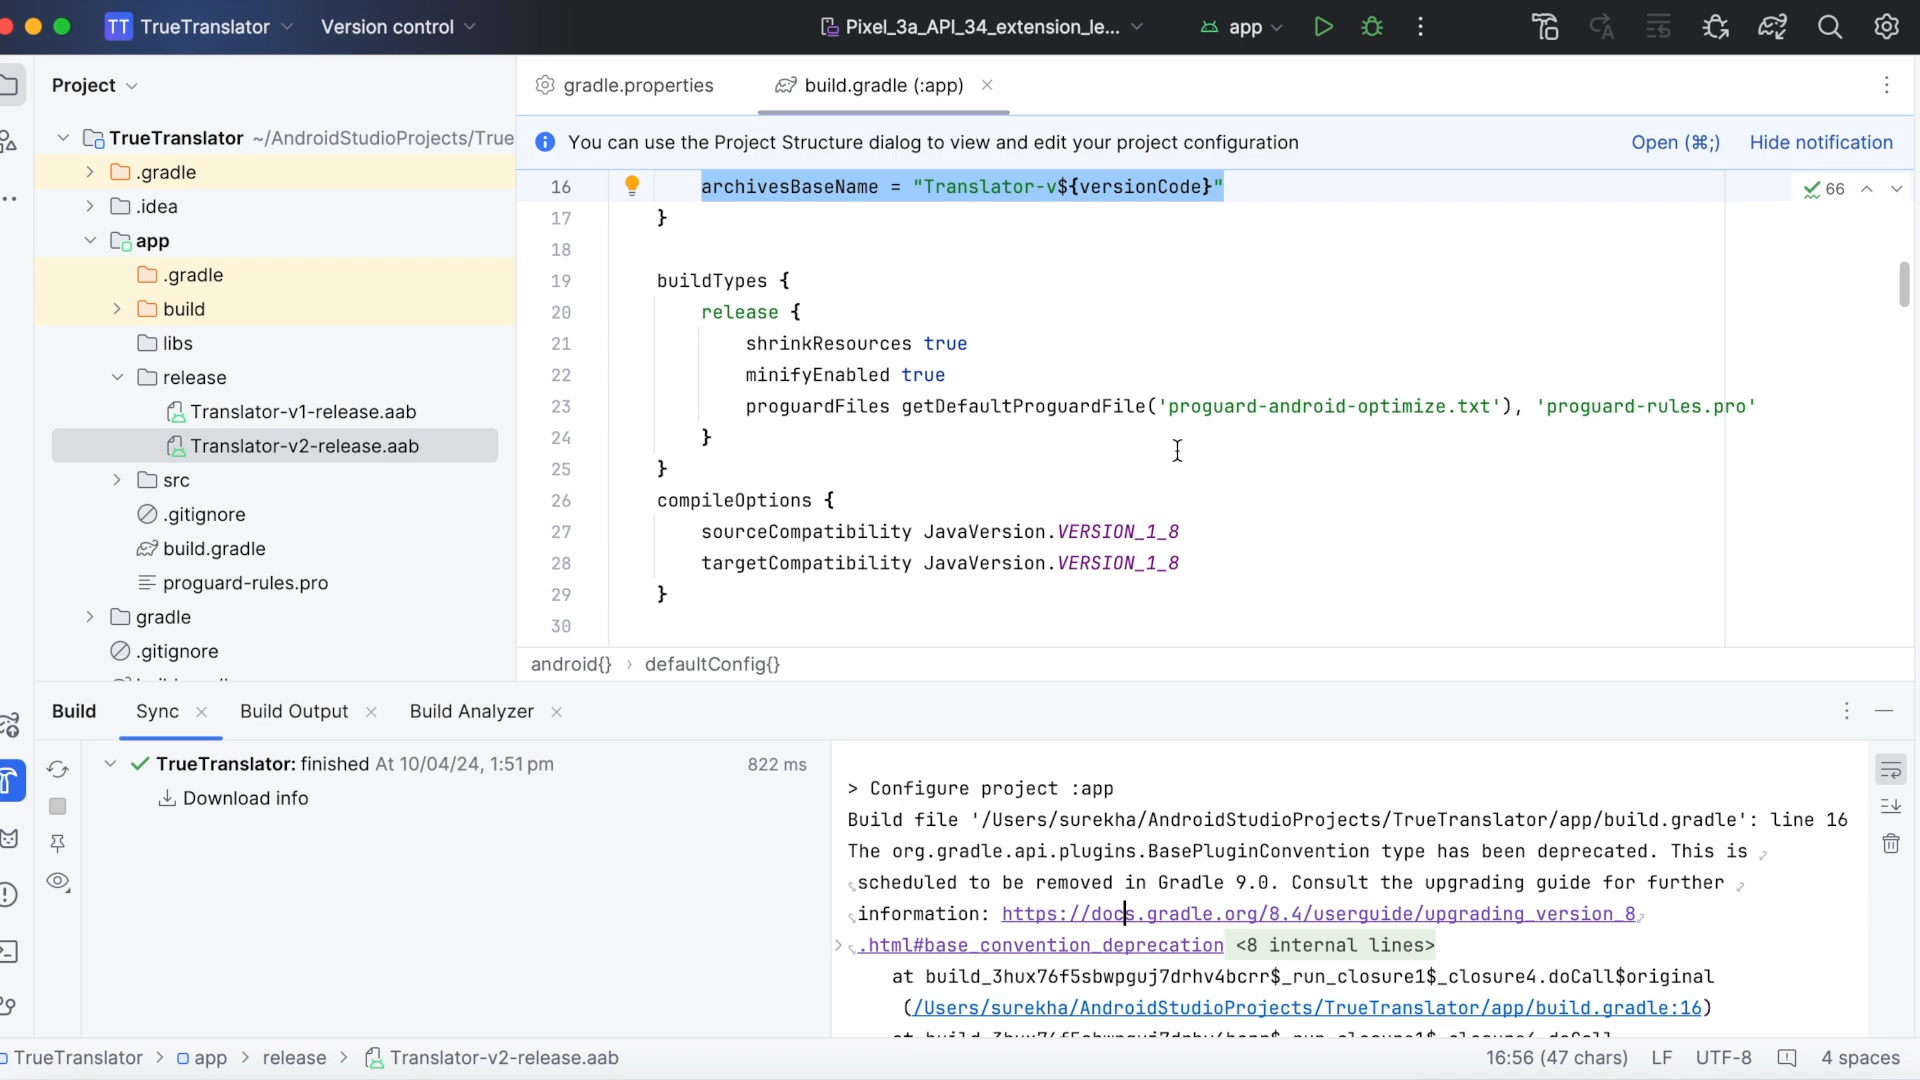 TT TrueTranslator Version control Pixel_3a_API_34_extension_le... app
Project
gradle.properties build.gradle (:app)
TrueTranslator ~/AndroidStudioProjects/True
.gradle
.idea
app
.gradle
build
libs
release
Translator-v1-release.aab
Translator-v2-release.aab
src
.gitignore
build.gradle
proguard-rules.pro
gradle
.gitignore
You can use the Project Structure dialog to view and edit your project configuration Open (⌘;) Hide notification
16 archivesBaseName = "Translator-v${versionCode}" 66
17 }
18
19 buildTypes {
20 release {
21 shrinkResources true
22 minifyEnabled true
23 proguardFiles getDefaultProguardFile('proguard-android-optimize.txt'), 'proguard-rules.pro'
24 }
25 }
26 compileOptions {
27 sourceCompatibility JavaVersion.VERSION_1_8
28 targetCompatibility JavaVersion.VERSION_1_8
29 }
30
android{} › defaultConfig{}
Build Sync Build Output Build Analyzer
TrueTranslator: finished At 10/04/24, 1:51 pm 822 ms
Download info
> Configure project :app
Build file '/Users/surekha/AndroidStudioProjects/TrueTranslator/app/build.gradle': line 16
The org.gradle.api.plugins.BasePluginConvention type has been deprecated. This is
scheduled to be removed in Gradle 9.0. Consult the upgrading guide for further
information: https://docs.gradle.org/8.4/userguide/upgrading_version_8
.html#base_convention_deprecation <8 internal lines>
at build_3hux76f5sbwpguj7drhv4bcrr$_run_closure1$_closure4.doCall$original
(/Users/surekha/AndroidStudioProjects/TrueTranslator/app/build.gradle:16)
TrueTranslator > app > release > Translator-v2-release.aab 16:56 (47 chars) LF UTF-8 4 spaces